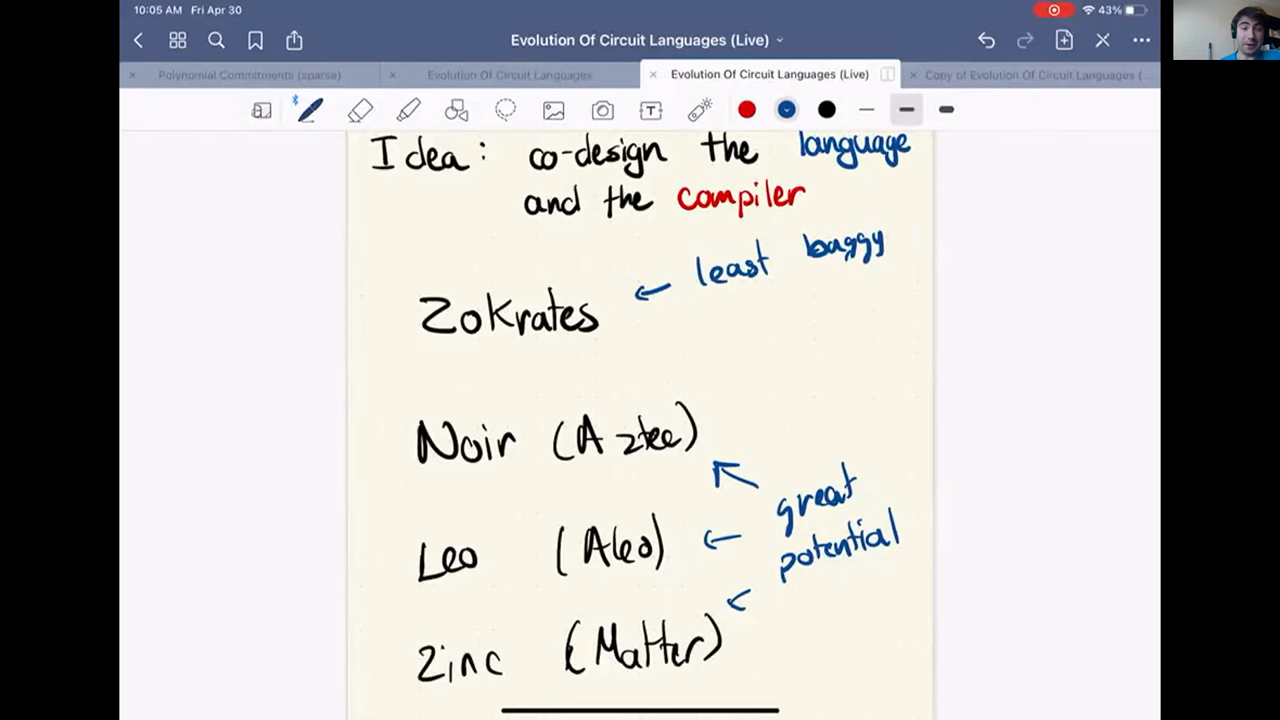 10:05 AM Fri Apr 30
43%
Evolution Of Circuit Languages (Live)
Polynomial Commitments (sparse)
Evolution Of Circuit Languages
Evolution Of Circuit Languages (Live)
Copy of Evolution Of Circuit Languages (...
Idea: co-design the language
and the compiler
least buggy
ZoKrates
Noir (Aztec)
great
potential
Leo (Aleo)
Zinc (Matter)